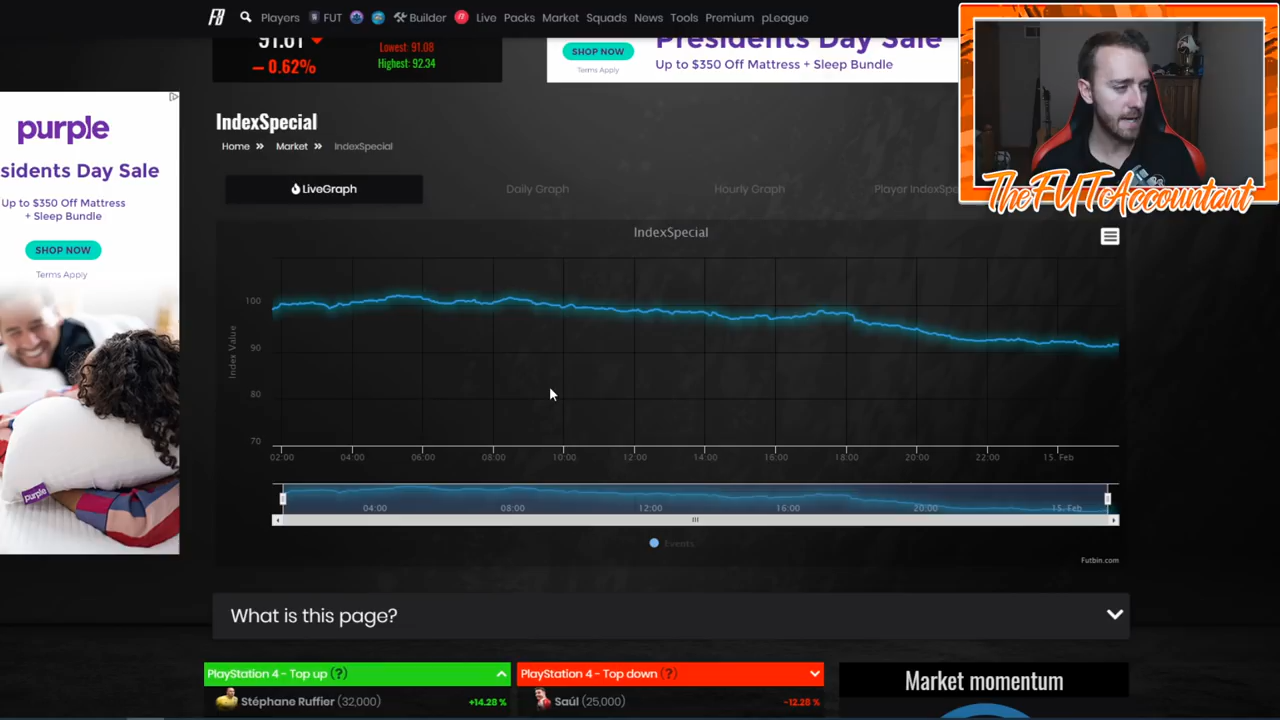 F8 Players FUT Builder Live Packs Market Squads News Tools Premium pLeague
91.61
– 0.62%
Lowest: 91.08
Highest: 92.34
SHOP NOW
Terms Apply
Presidents Day Sale
Up to $350 Off Mattress + Sleep Bundle
purple
sidents Day Sale
Up to $350 Off Mattress
+ Sleep Bundle
SHOP NOW
Terms Apply
purple
TheFUTAccountant
IndexSpecial
Home » Market » IndexSpecial
LiveGraph
Daily Graph
Hourly Graph
Player IndexSpe
IndexSpecial
Index Value
100
90
80
70
02:00 04:00 06:00 08:00 10:00 12:00 14:00 16:00 18:00 20:00 22:00 15. Feb
04:00 08:00 12:00 16:00 20:00 15. Feb
Events
Futbin.com
What is this page?
PlayStation 4 - Top up (?)
Stéphane Ruffier (32,000) +14.28 %
PlayStation 4 - Top down (?)
Saúl (25,000) -12.28 %
Market momentum